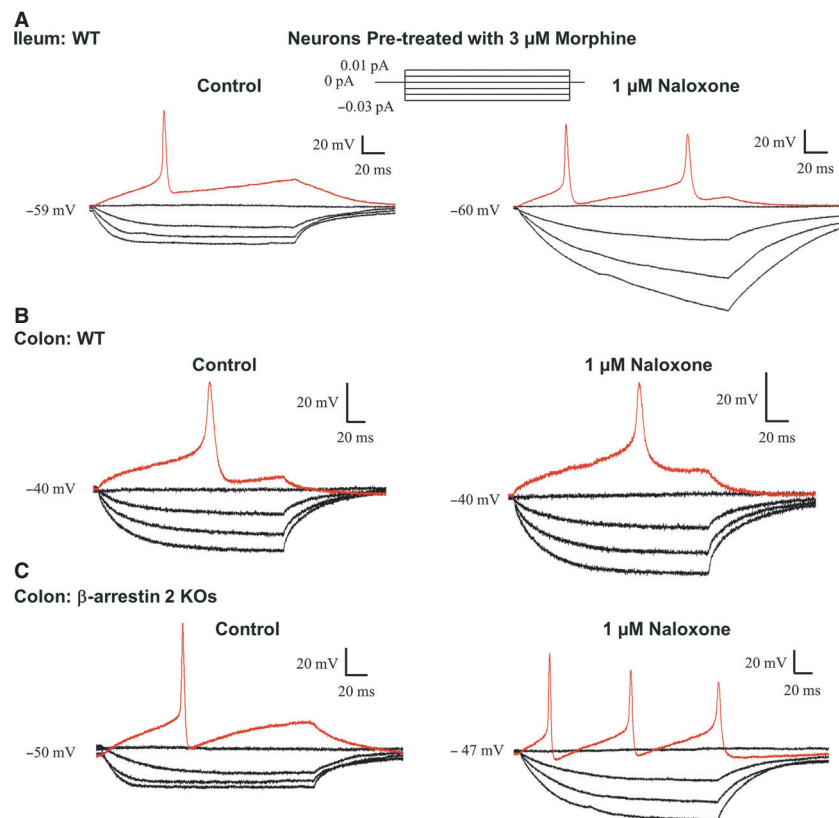 A
Ileum: WT
Neurons Pre-treated with 3 µM Morphine
0.01 pA
0 pA
−0.03 pA
Control
1 µM Naloxone
20 mV
20 ms
20 mV
20 ms
−59 mV
−60 mV
B
Colon: WT
Control
1 µM Naloxone
20 mV
20 ms
20 mV
20 ms
−40 mV
−40 mV
C
Colon: β-arrestin 2 KOs
Control
1 µM Naloxone
20 mV
20 ms
20 mV
20 ms
−50 mV
− 47 mV